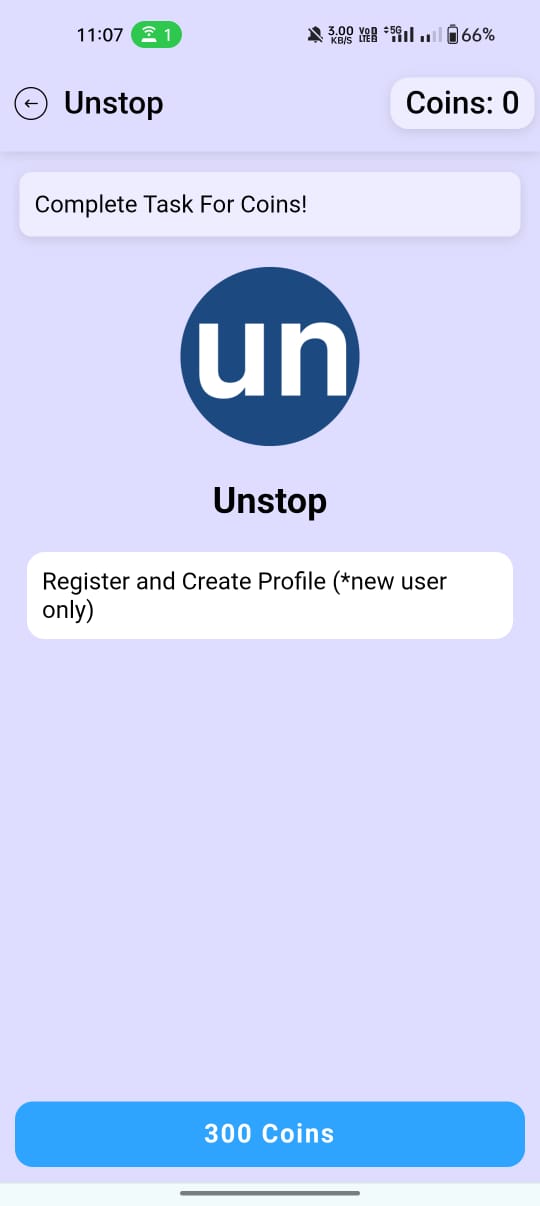 11:07 1 3.00 KB/S VoD LTE 5G 66%
Unstop Coins: 0
Complete Task For Coins!
un
Unstop
Register and Create Profile (*new user
only)
300 Coins